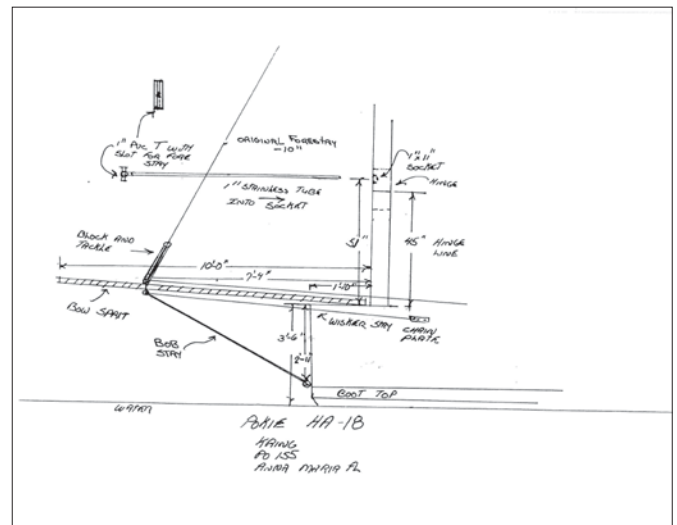 1" PVC T WITH
SLOT FOR FORE
STAY
ORIGINAL FORESTAY
-10"
1" STAINLESS TUBE
INTO SOCKET
1"x11"
SOCKET
HINGE
BLOCK AND
TACKLE
51"
45" HINGE
LINE
10'-0"
7'-9"
1'-10"
BOW SPRIT
WISKER STAY
CHAIN
PLATE
BOB
STAY
3'-6"
2'-11"
BOOT TOP
WATER
POKIE HA-18
KAING
PO 155
ANNA MARIA FL